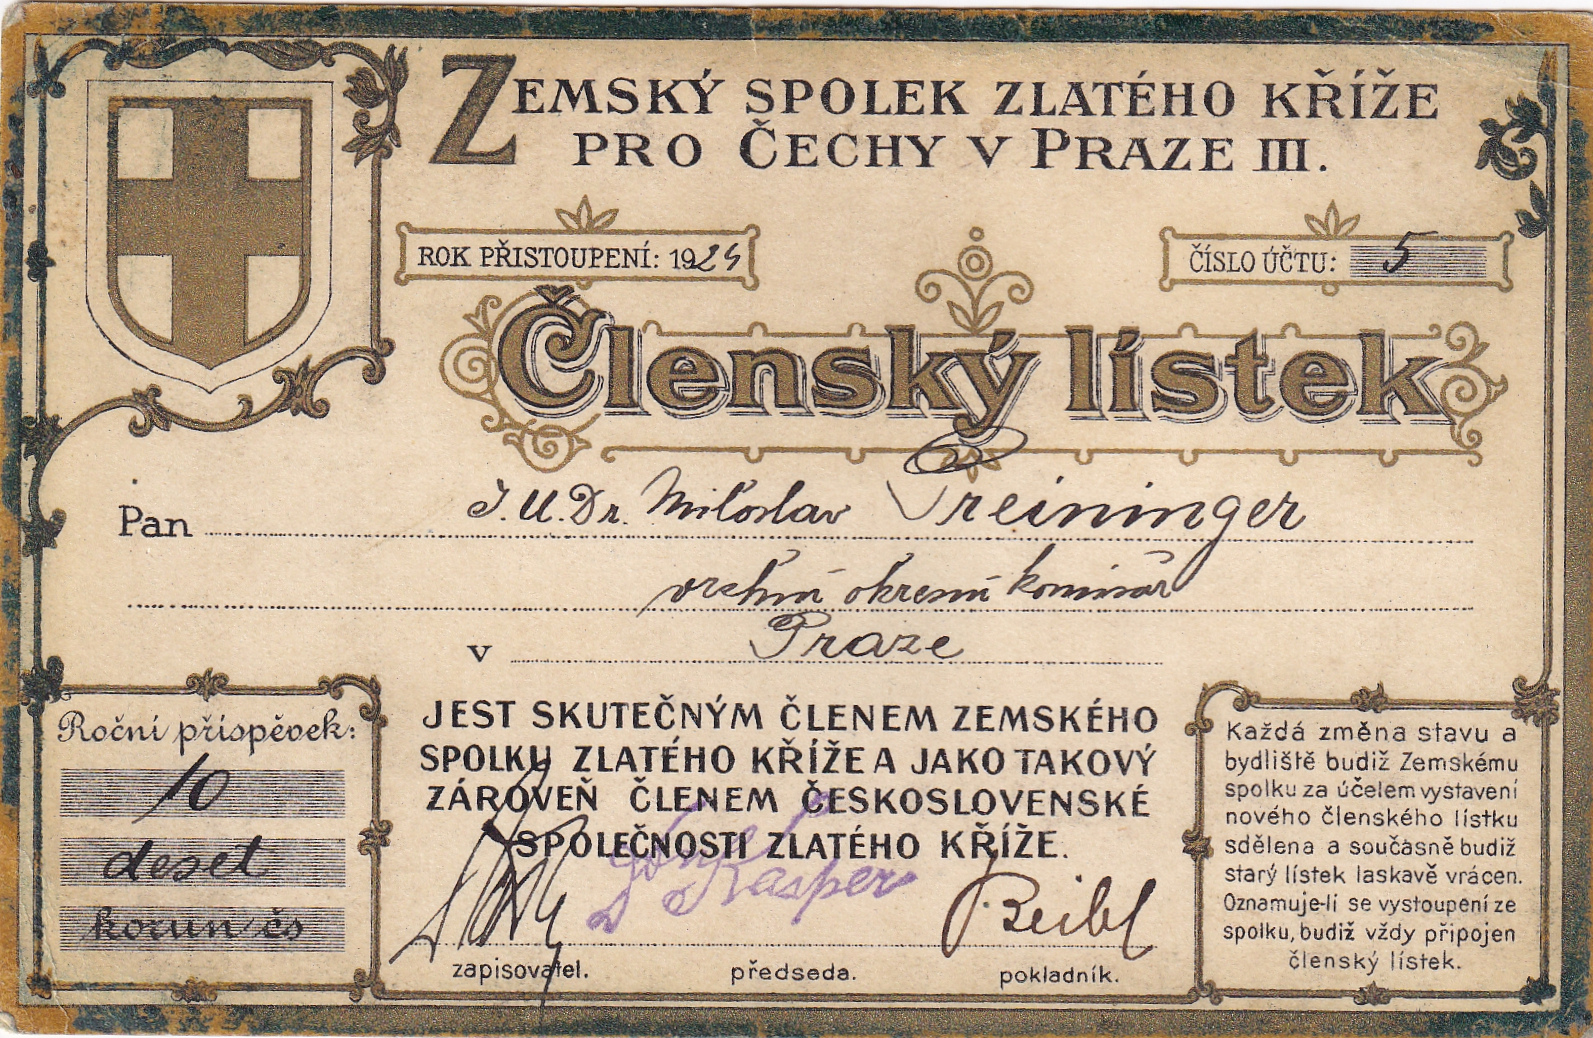 ZEMSKÝ SPOLEK ZLATÉHO KŘÍŽE
PRO ČECHY V PRAZE III.
ROK PŘISTOUPENÍ: 1924
ČÍSLO ÚČTU: 5
Členský lístek
Pan J.U.Dr. Miloslav Vreininger
vrchní okresní komisař
v Praze
Roční příspěvek:
10
deset
korun čs
JEST SKUTEČNÝM ČLENEM ZEMSKÉHO
SPOLKU ZLATÉHO KŘÍŽE A JAKO TAKOVÝ
ZÁROVEŇ ČLENEM ČESKOSLOVENSKÉ
SPOLEČNOSTI ZLATÉHO KŘÍŽE.
Kasper
zapisovatel.
předseda.
pokladník.
Každá změna stavu a
bydliště budiž Zemskému
spolku za účelem vystavení
nového členského lístku
sdělena a současně budiž
starý lístek laskavě vrácen.
Oznamuje-li se vystoupení ze
spolku, budiž vždy připojen
členský lístek.